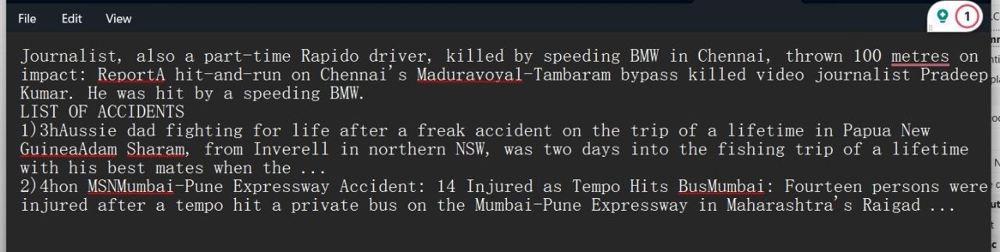 File Edit View
1
Journalist, also a part-time Rapido driver, killed by speeding BMW in Chennai, thrown 100 metres on
impact: ReportA hit-and-run on Chennai's Maduravoyal-Tambaram bypass killed video journalist Pradeep
Kumar. He was hit by a speeding BMW.
LIST OF ACCIDENTS
1)3hAussie dad fighting for life after a freak accident on the trip of a lifetime in Papua New
GuineaAdam Sharam, from Inverell in northern NSW, was two days into the fishing trip of a lifetime
with his best mates when the ...
2)4hon MSNMumbai-Pune Expressway Accident: 14 Injured as Tempo Hits BusMumbai: Fourteen persons were
injured after a tempo hit a private bus on the Mumbai-Pune Expressway in Maharashtra's Raigad ...